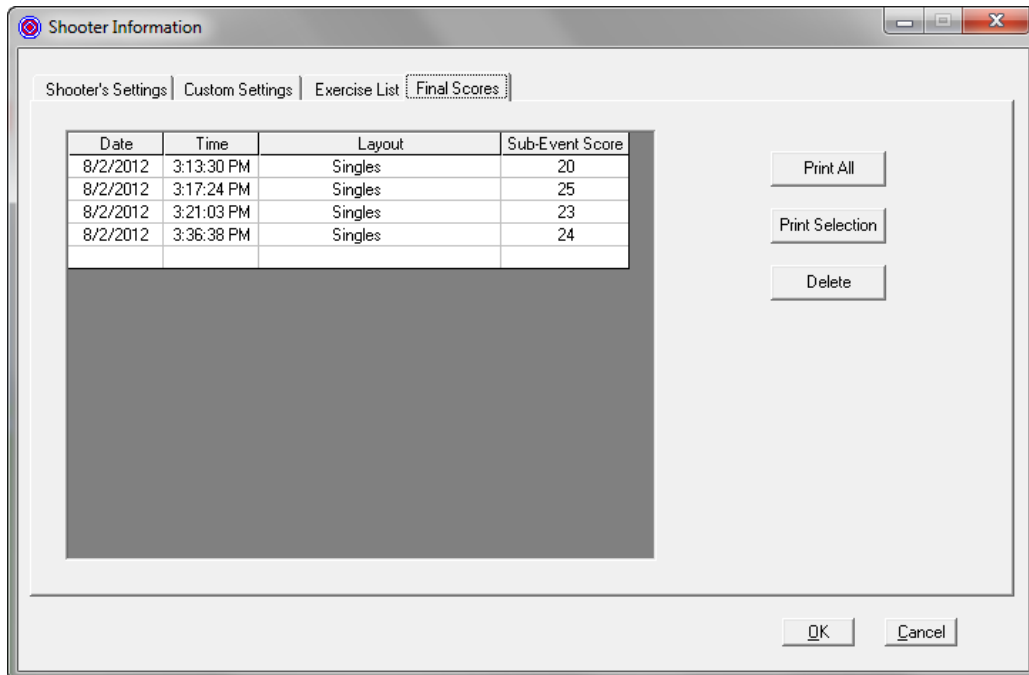 Shooter Information
Shooter's Settings Custom Settings Exercise List Final Scores
Date Time Layout Sub-Event Score
8/2/2012 3:13:30 PM Singles 20
8/2/2012 3:17:24 PM Singles 25
8/2/2012 3:21:03 PM Singles 23
8/2/2012 3:36:38 PM Singles 24
Print All
Print Selection
Delete
OK Cancel